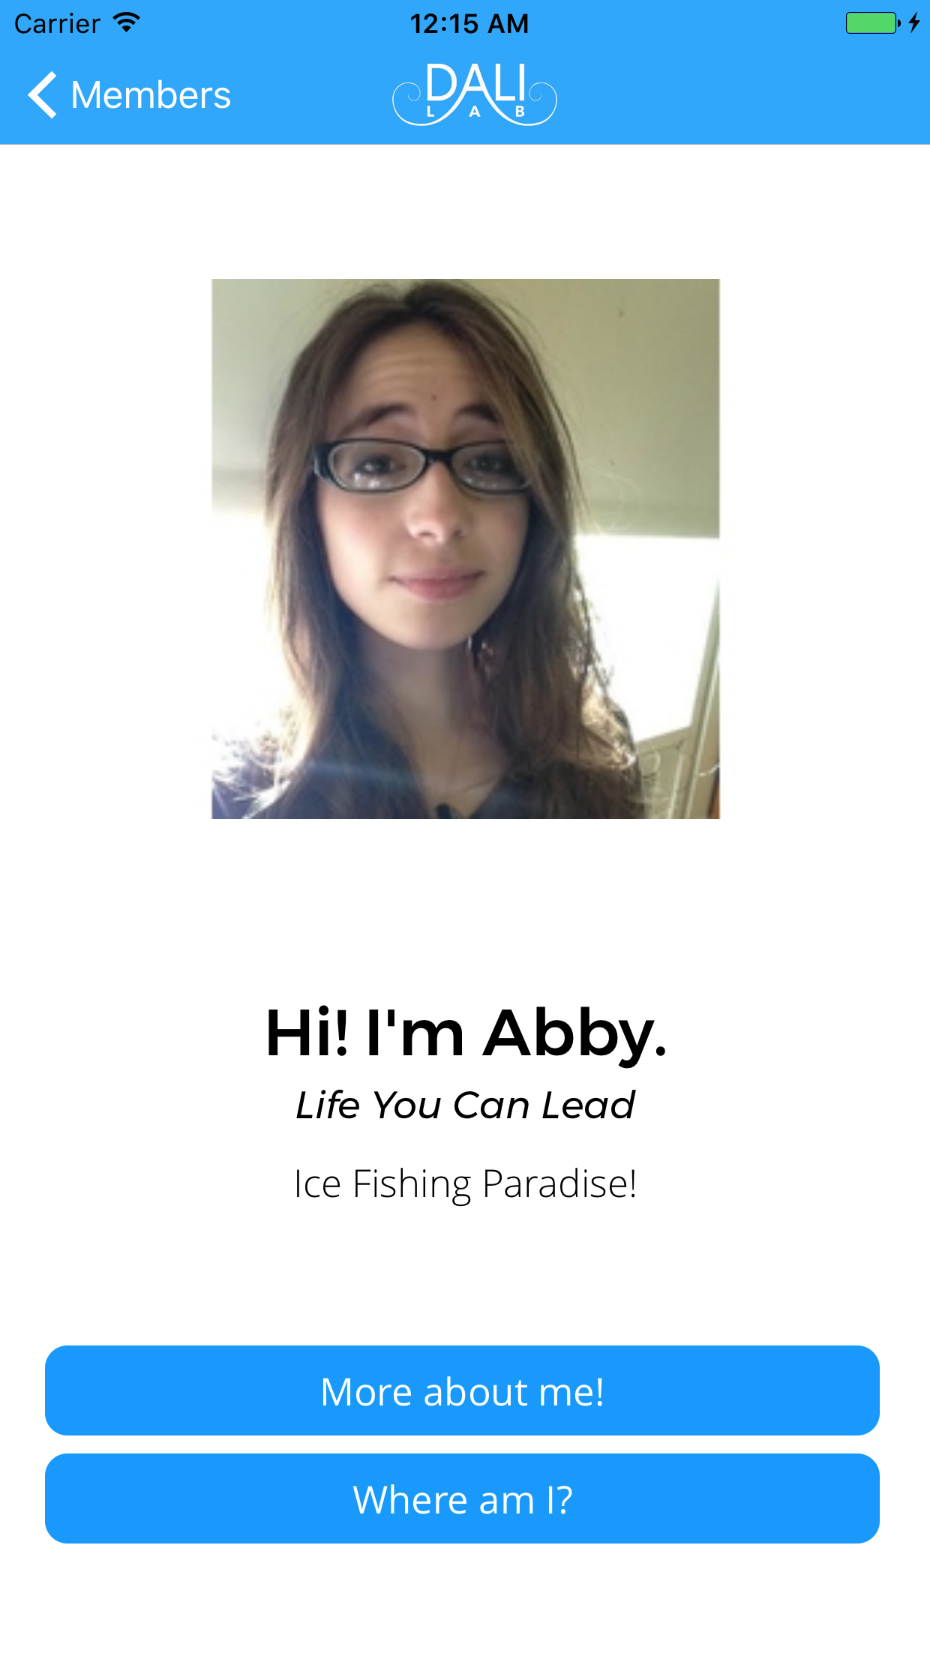 Carrier 12:15 AM
Members
DALI
LAB
Hi! I'm Abby.
Life You Can Lead
Ice Fishing Paradise!
More about me!
Where am I?